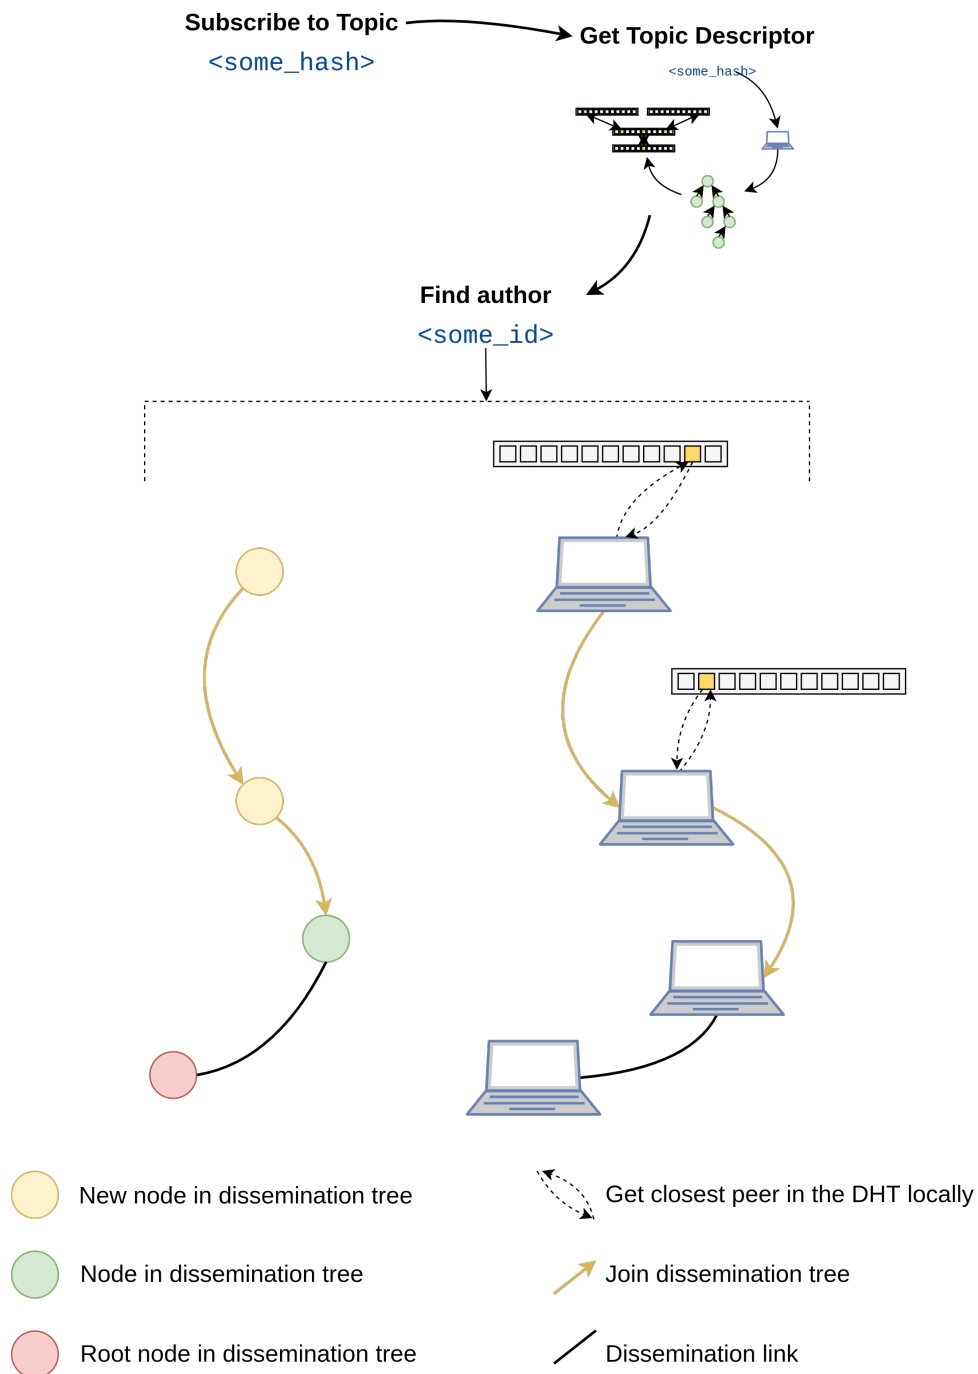 Subscribe to Topic
<some_hash>
Get Topic Descriptor
<some_hash>
Find author
<some_id>
New node in dissemination tree
Get closest peer in the DHT locally
Node in dissemination tree
Join dissemination tree
Root node in dissemination tree
Dissemination link